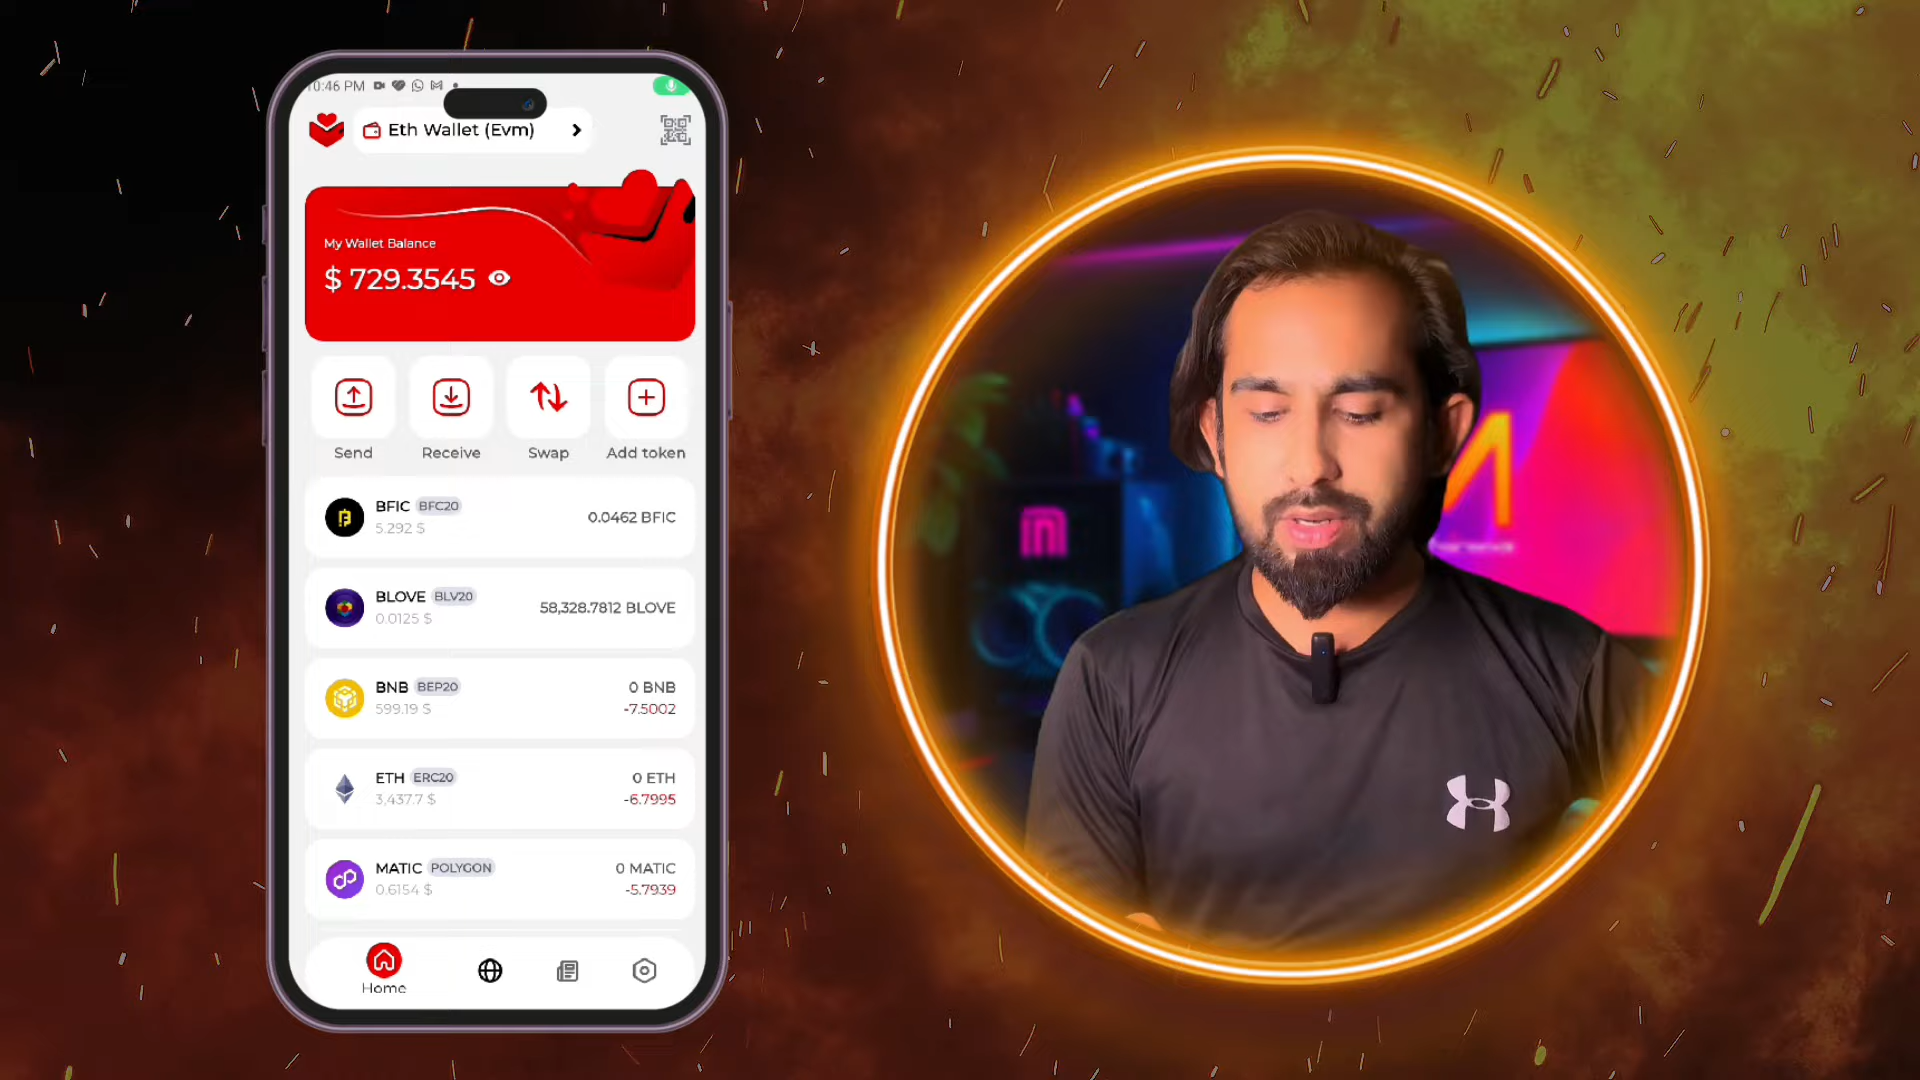 10:46 PM
Eth Wallet (Evm)
My Wallet Balance
$ 729.3545
Send
Receive
Swap
Add token
BFIC BFC20
5.292 $
0.0462 BFIC
BLOVE BLV20
0.0125 $
58,328.7812 BLOVE
BNB BEP20
599.19 $
0 BNB
-7.5002
ETH ERC20
3,437.7 $
0 ETH
-6.7995
MATIC POLYGON
0.6154 $
0 MATIC
-5.7939
Home